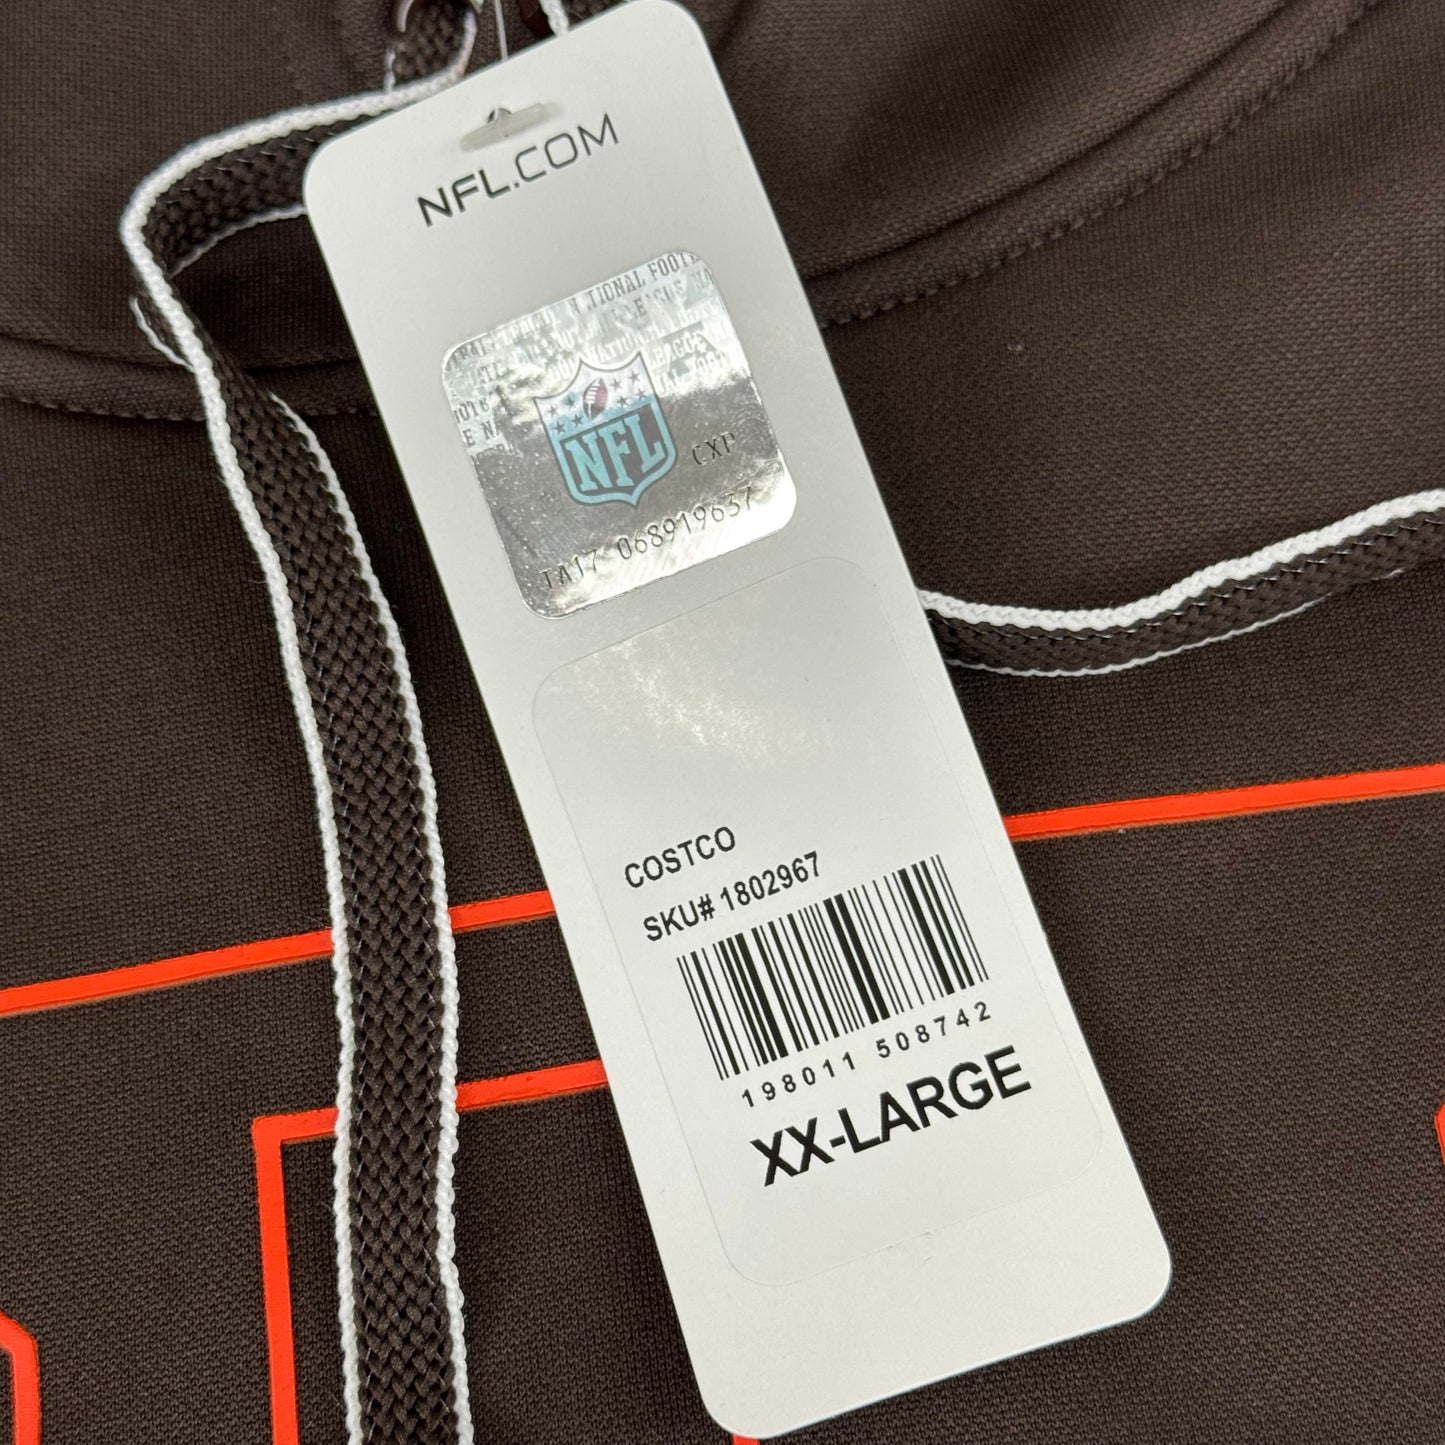 NFL.COM
NFL
CXP
TA17 068919637
COSTCO
SKU# 1802967
198011 508742
XX-LARGE